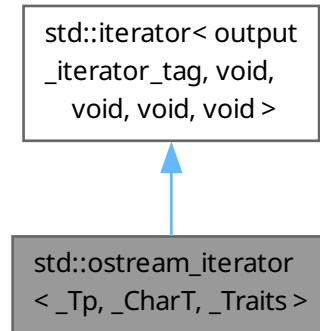 std::iterator< output
_iterator_tag, void,
void, void, void >
std::ostream_iterator
< _Tp, _CharT, _Traits >